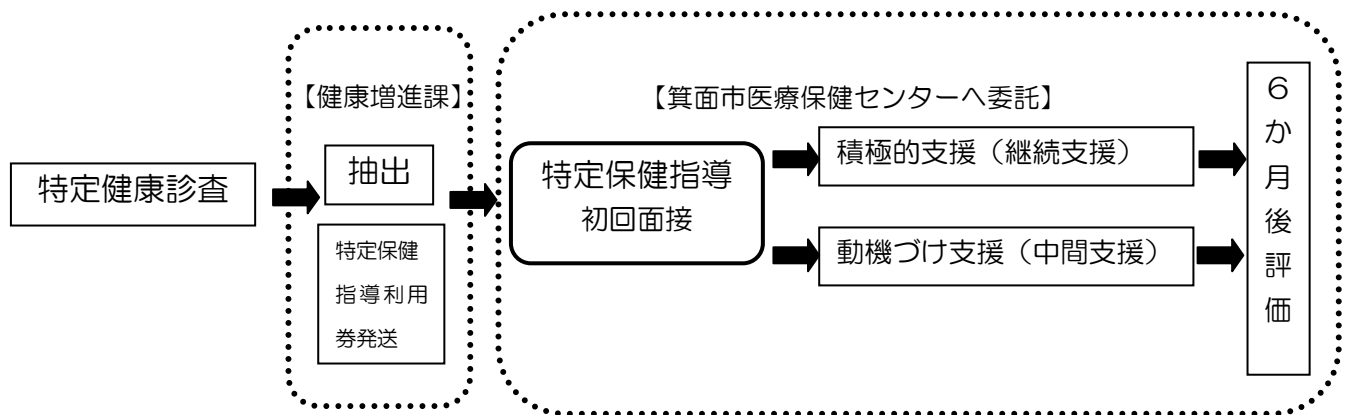 特定健康診査
【健康増進課】
抽出
特定保健
指導利用
券発送
【箕面市医療保健センターへ委託】
特定保健指導
初回面接
積極的支援（継続支援）
動機づけ支援（中間支援）
６か月後評価